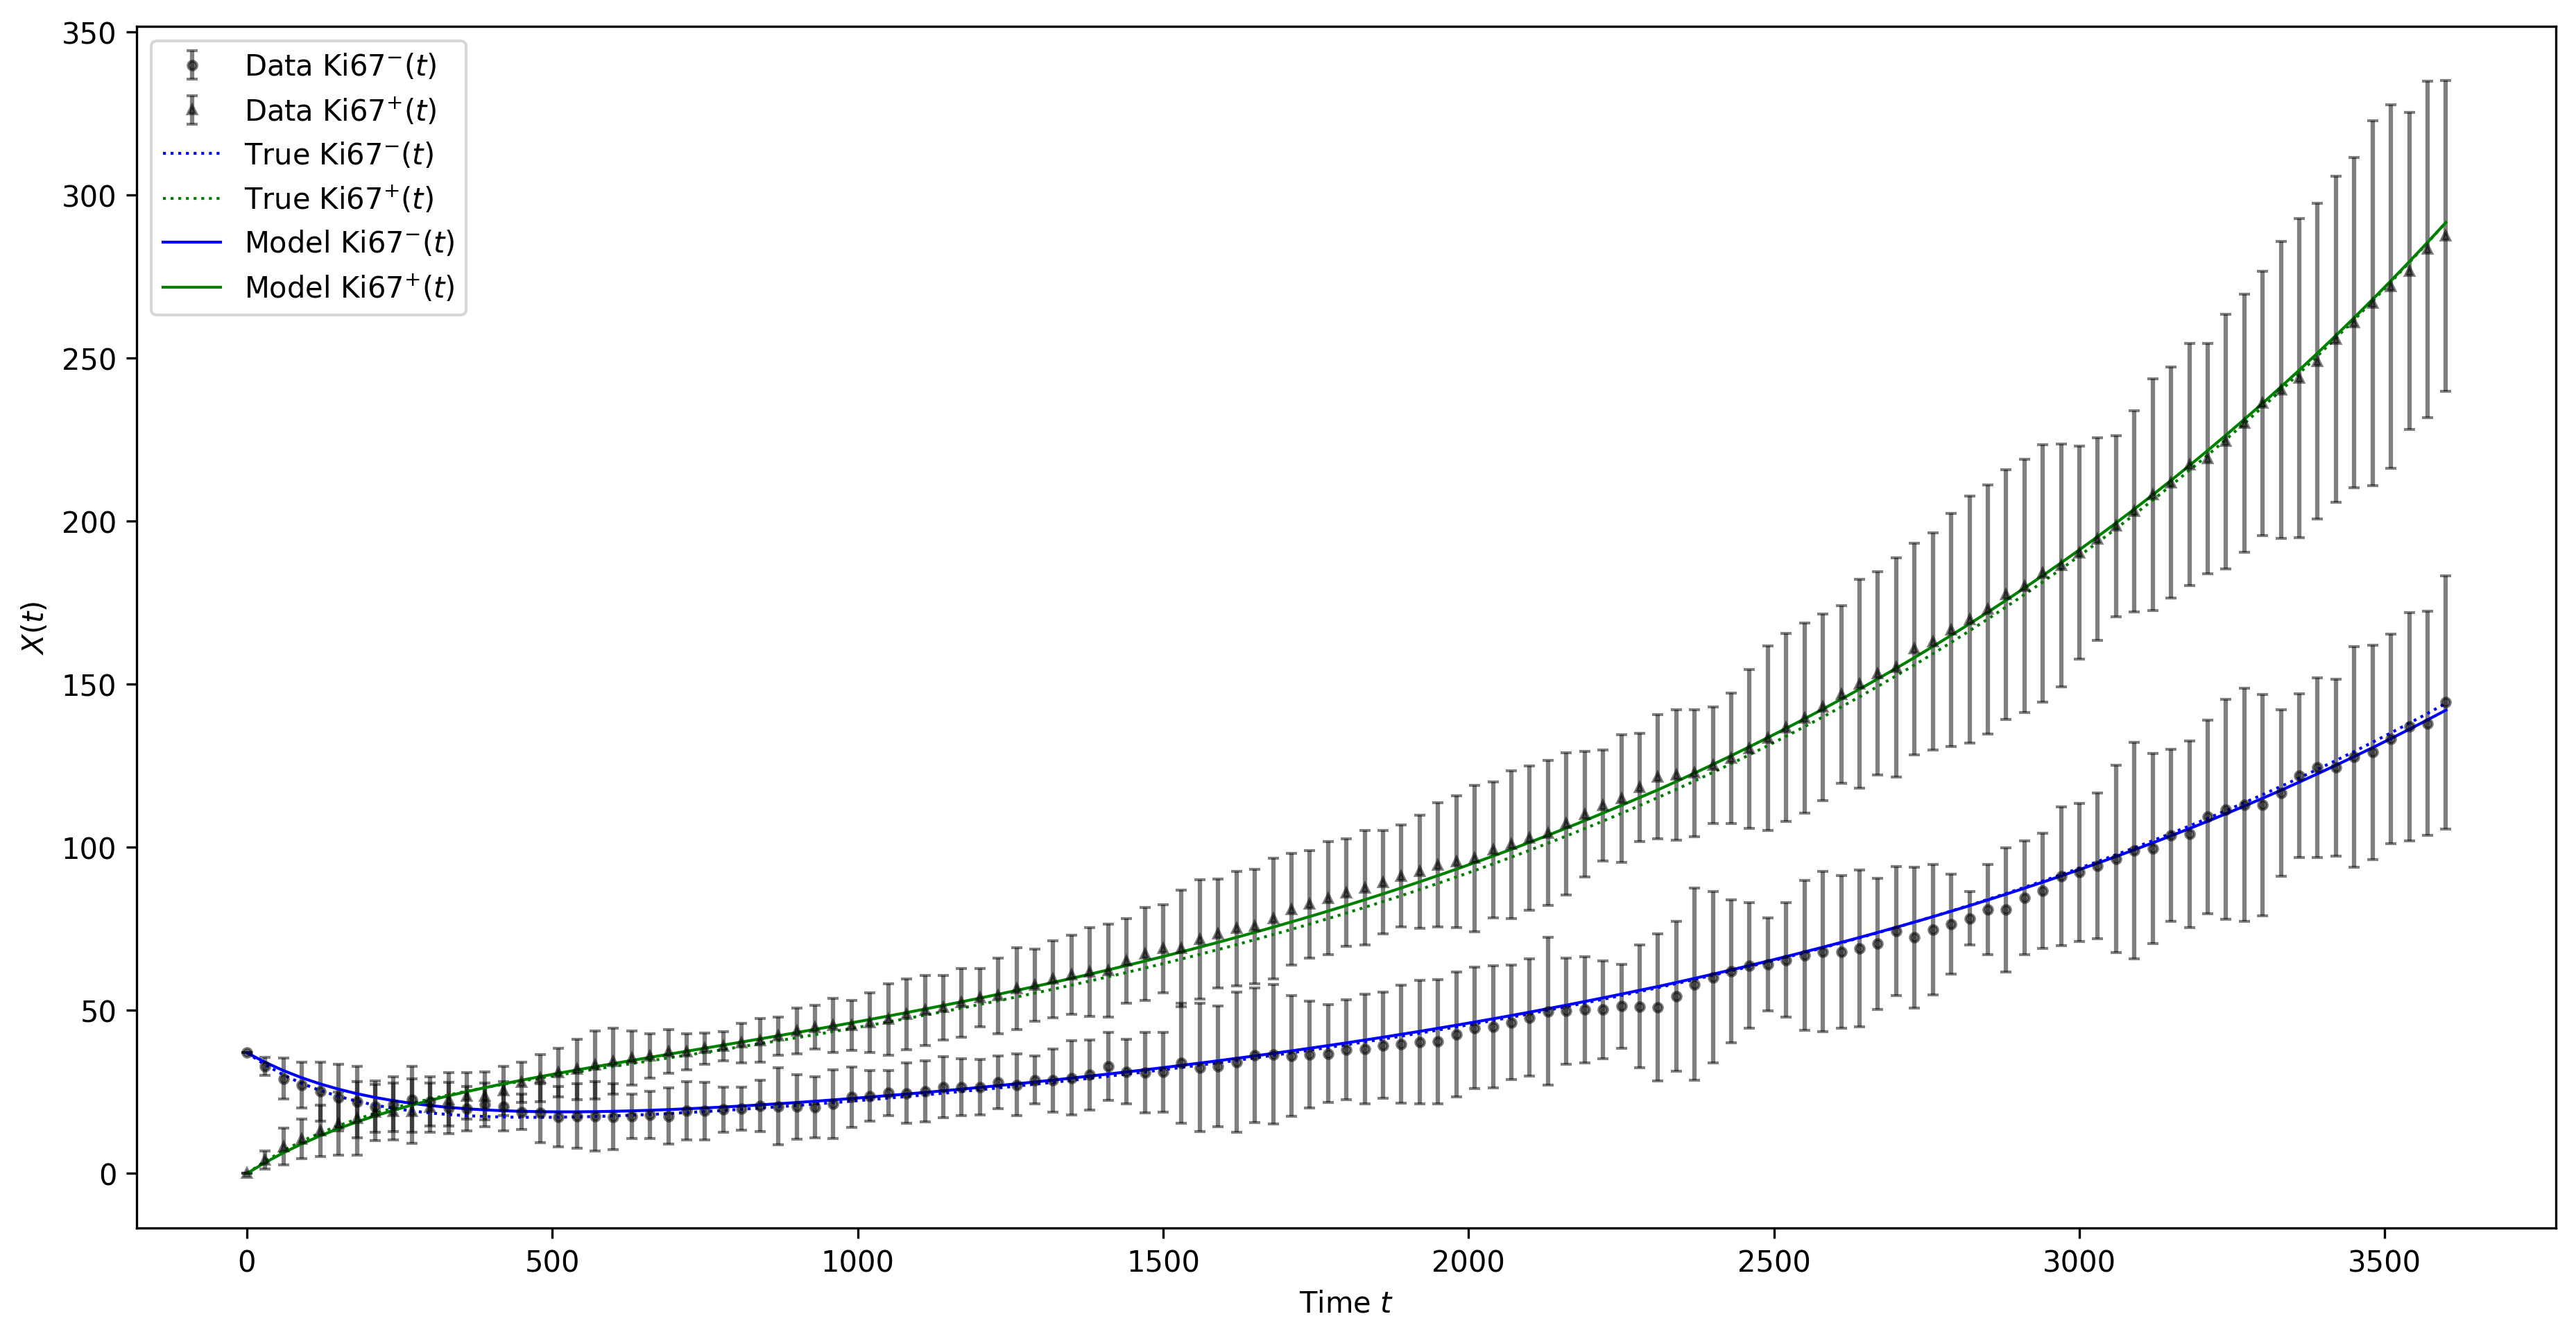 350
300
250
200
150
100
50
0
X(t)
Data Ki67⁻(t)
Data Ki67⁺(t)
True Ki67⁻(t)
True Ki67⁺(t)
Model Ki67⁻(t)
Model Ki67⁺(t)
0 500 1000 1500 2000 2500 3000 3500
Time t